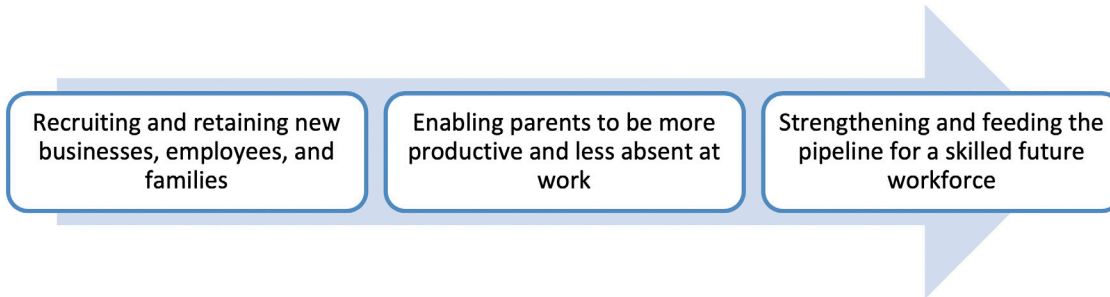 Recruiting and retaining new
businesses, employees, and
families
Enabling parents to be more
productive and less absent at
work
Strengthening and feeding the
pipeline for a skilled future
workforce